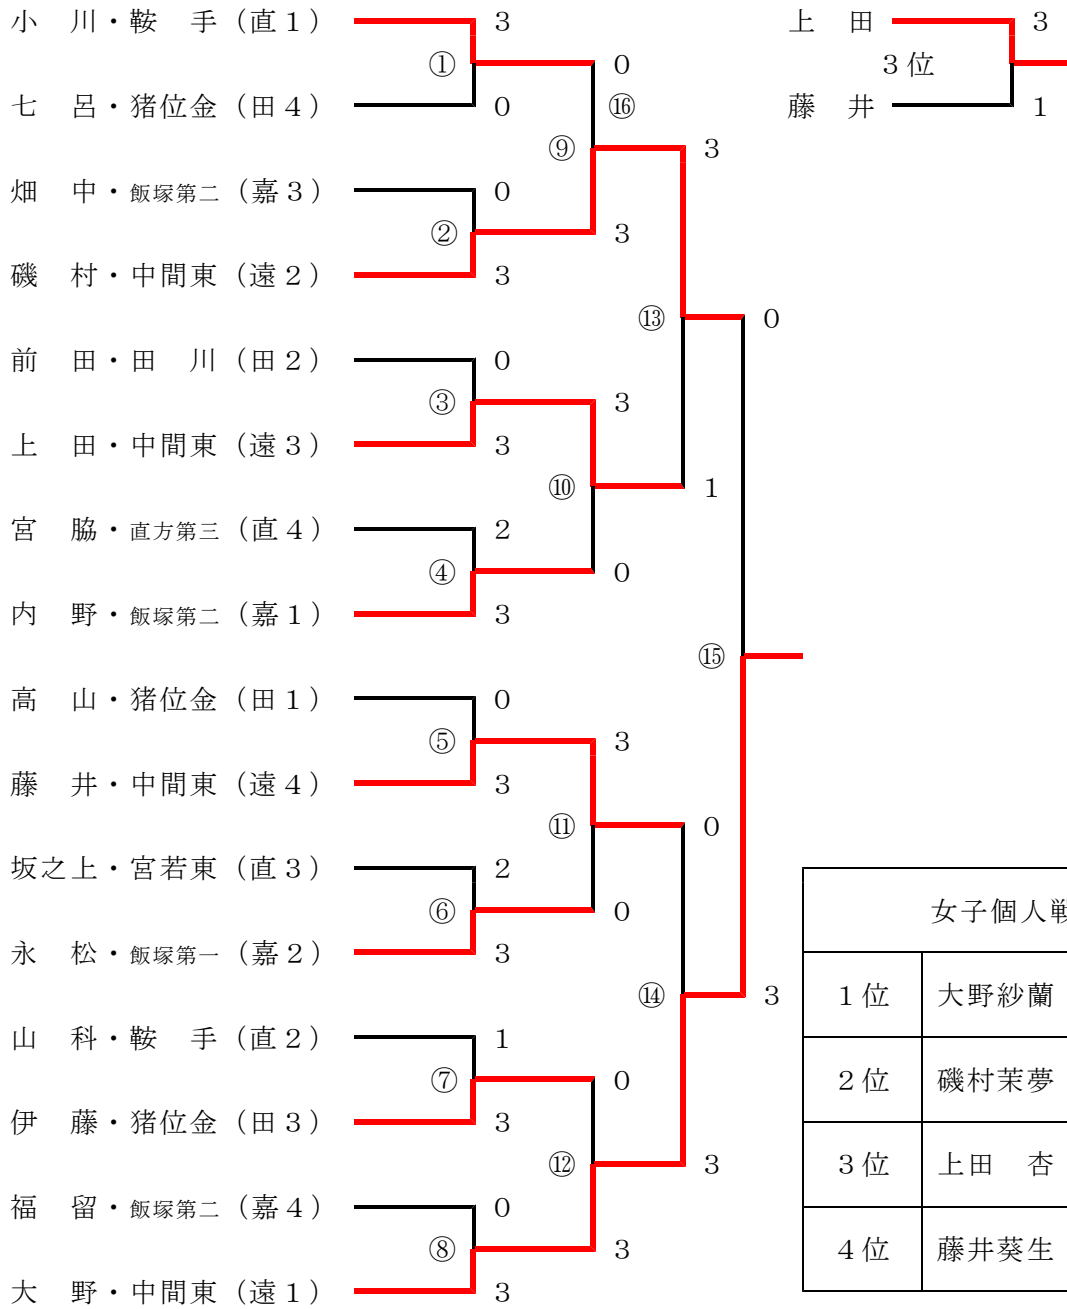 小　川・鞍　手（直１） 3 上　田 3
① 0 3位
七　呂・猪位金（田４） 0 ⑯ 藤　井 1
⑨ 3
畑　中・飯塚第二（嘉３） 0
② 3
磯　村・中間東（遠２） 3
⑬ 0
前　田・田　川（田２） 0
③ 3
上　田・中間東（遠３） 3
⑩ 1
宮　脇・直方第三（直４） 2
④ 0
内　野・飯塚第二（嘉１） 3
⑮
高　山・猪位金（田１） 0
⑤ 3
藤　井・中間東（遠４） 3
⑪ 0
坂之上・宮若東（直３） 2
⑥ 0 女子個人戦
永　松・飯塚第一（嘉２） 3
⑭ 3 1位 大野紗蘭
山　科・鞍　手（直２） 1
⑦ 0 2位 磯村茉夢
伊　藤・猪位金（田３） 3
⑫ 3 3位 上田　杏
福　留・飯塚第二（嘉４） 0
⑧ 3 4位 藤井葵生
大　野・中間東（遠１） 3